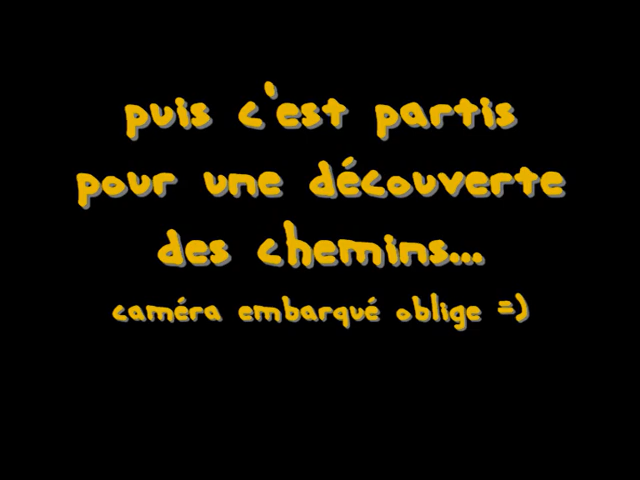 puis c'est partis
pour une découverte
des chemins...
caméra embarqué oblige =)